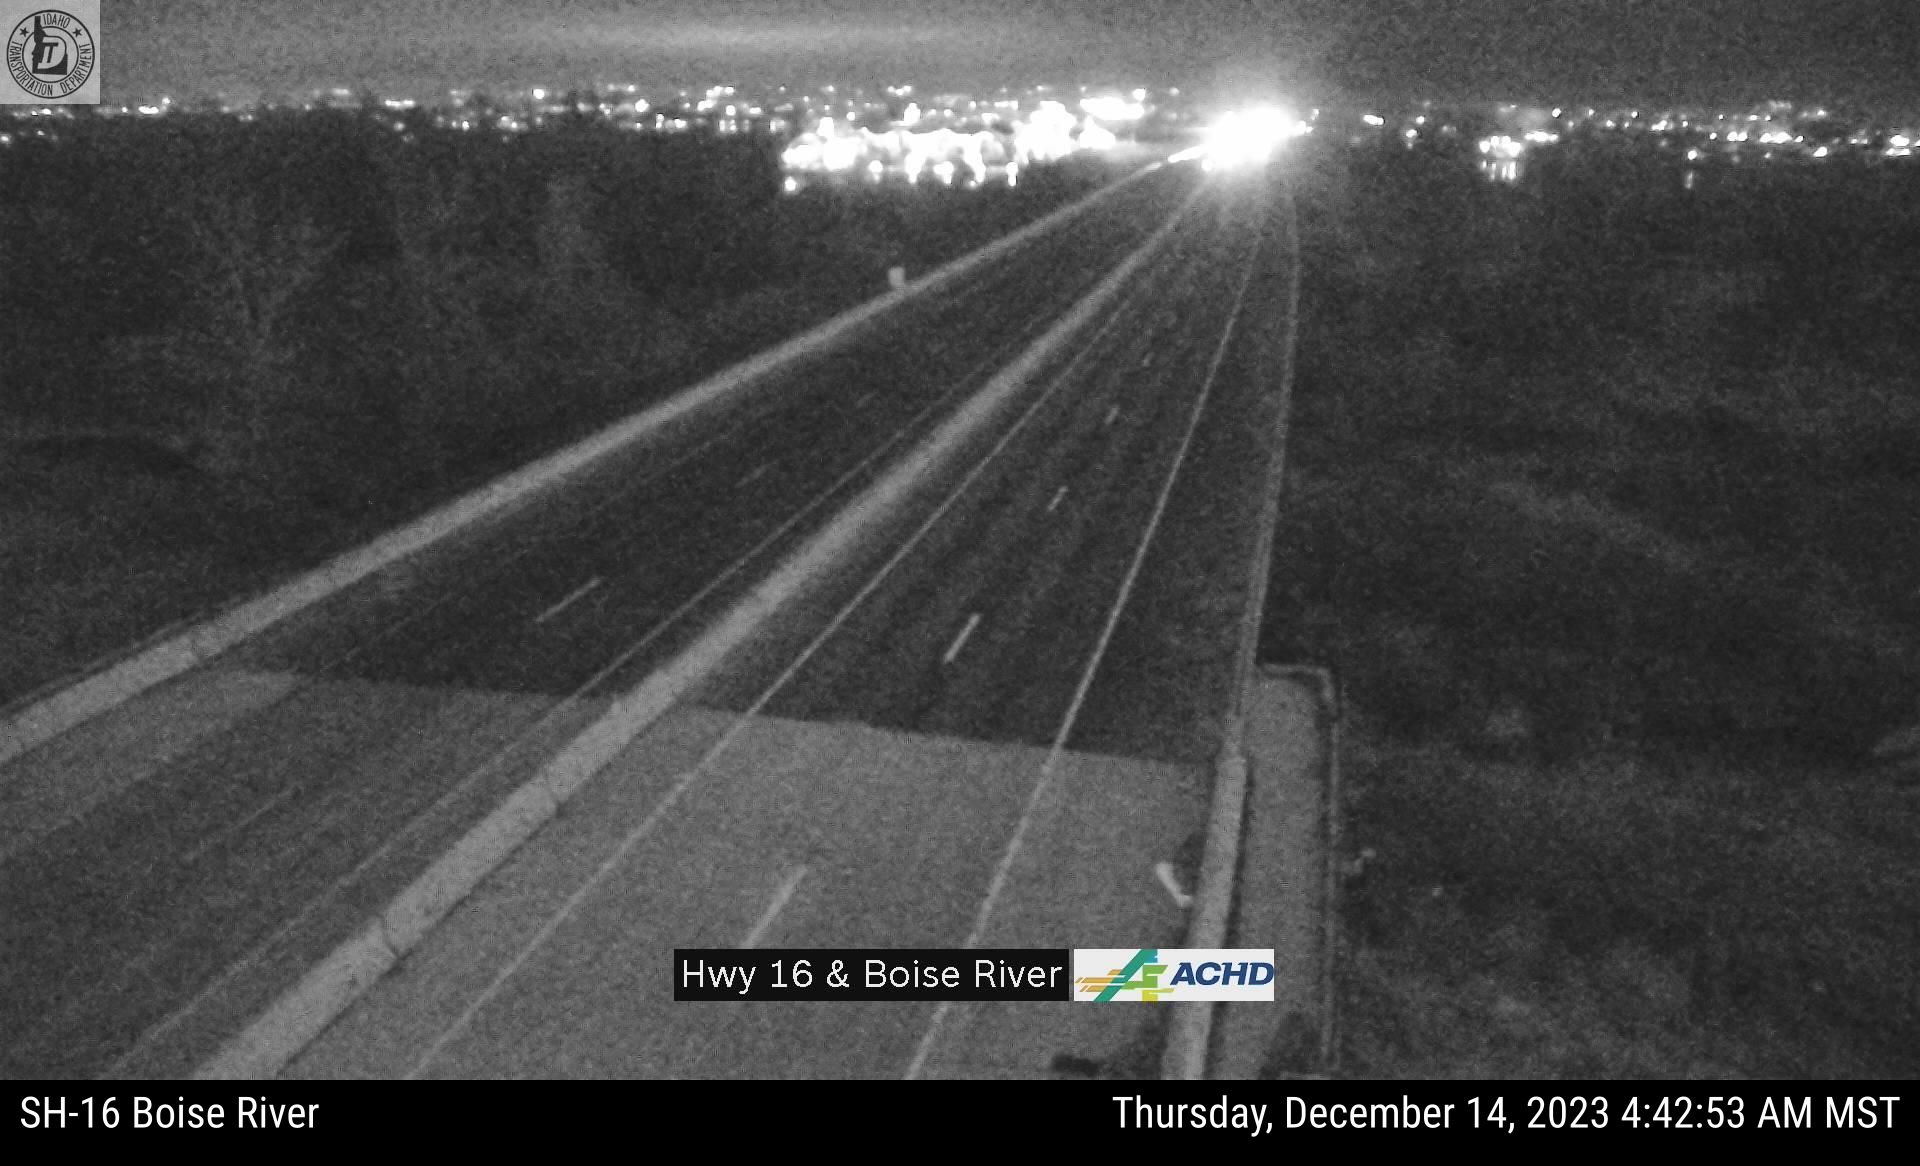 IDAHO
TRANSPORTATION DEPARTMENT
Hwy 16 & Boise River
ACHD
SH-16 Boise River
Thursday, December 14, 2023 4:42:53 AM MST